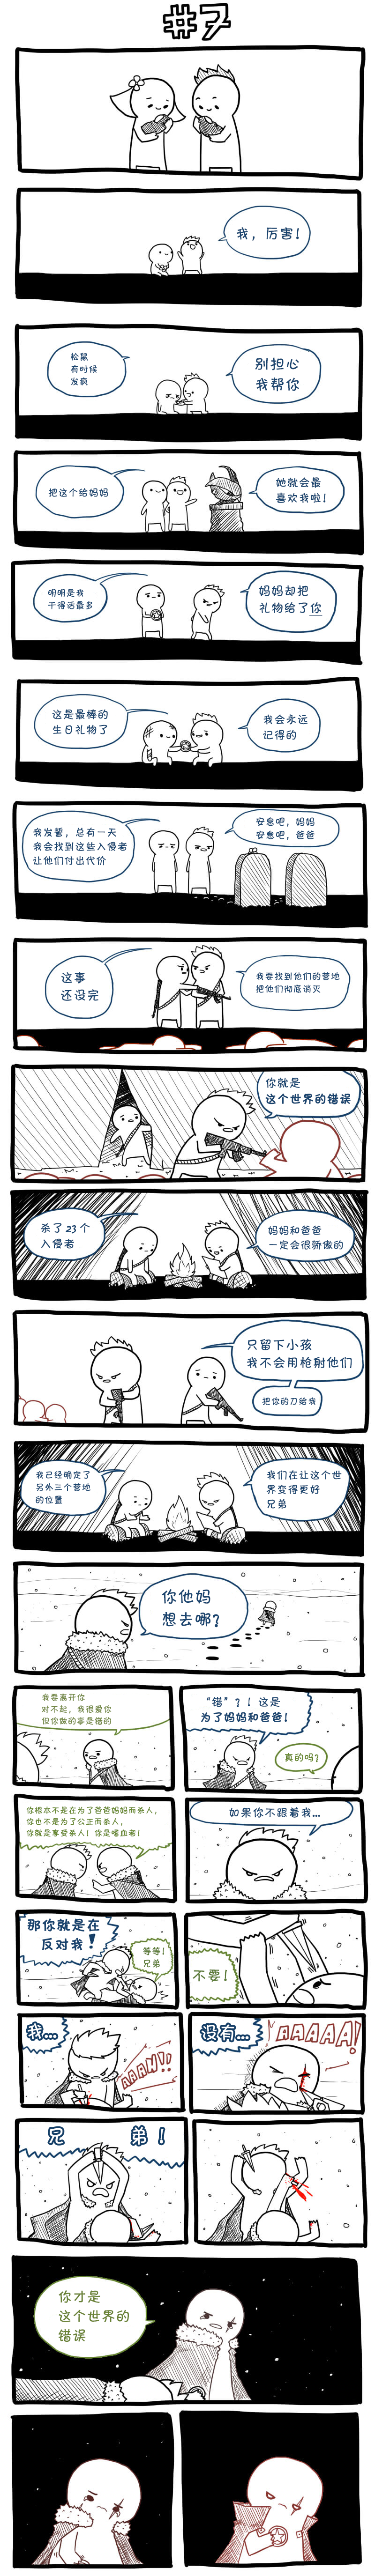 #7
我，厉害！
松鼠
有时候
发疯
别担心
我帮你
把这个给妈妈
她就会最
喜欢我啦！
明明是我
干得活最多
妈妈却把
礼物给了你
这是最棒的
生日礼物了
我会永远
记得的
我发誓，总有一天
我会找到这些入侵者
让他们付出代价
安息吧，妈妈
安息吧，爸爸
这事
还没完
我要找到他们的营地
把他们彻底消灭
你就是
这个世界的错误
杀了23个
入侵者
妈妈和爸爸
一定会很骄傲的
只留下小孩
我不会用枪射他们
把你的刀给我
我已经确定了
另外三个营地
的位置
我们在让这个世
界变得更好
兄弟
你他妈
想去哪？
我要离开你
对不起，我很爱你
但你做的事是错的
“错”？！这是
为了妈妈和爸爸！
真的吗？
你根本不是在为了爸爸妈妈而杀人，
你也不是为了公正而杀人，
你就是享受杀人！你是嗜血者！
如果你不跟着我...
那你就是在
反对我！
等等！
兄弟
不要！
我...
AAAH!!
没有...
AAAAA!
兄 弟！
你才是
这个世界的
错误